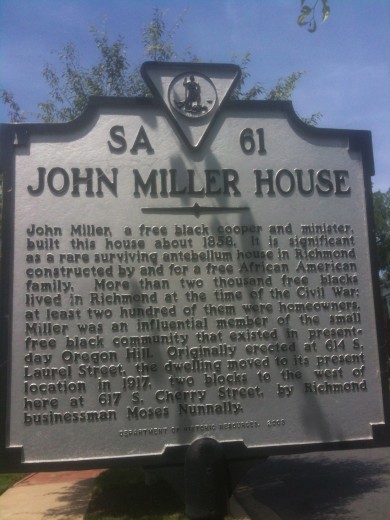 SA 61
JOHN MILLER HOUSE
John Miller, a free black cooper and minister,
built this house about 1858. It is significant
as a rare surviving antebellum house in Richmond
constructed by and for a free African American
family. More than two thousand free blacks
lived in Richmond at the time of the Civil War;
at least two hundred of them were homeowners.
Miller was an influential member of the small
free black community that existed in present-
day Oregon Hill. Originally erected at 614 S.
Laurel Street, the dwelling moved to its present
location in 1917, two blocks to the west of
here at 617 S. Cherry Street, by Richmond
businessman Moses Nunnally.
DEPARTMENT OF HISTORIC RESOURCES, 2000